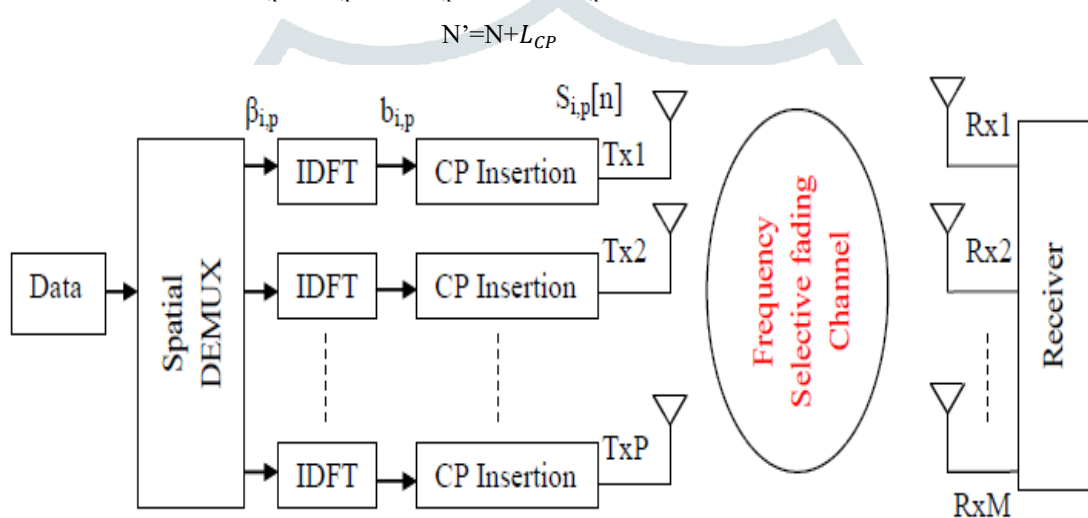 N'=N+L_CP
β_i,p
b_i,p
S_i,p[n]
Data
Spatial
DEMUX
IDFT
CP Insertion
Tx1
IDFT
CP Insertion
Tx2
IDFT
CP Insertion
TxP
Frequency
Selective fading
Channel
Rx1
Rx2
RxM
Receiver